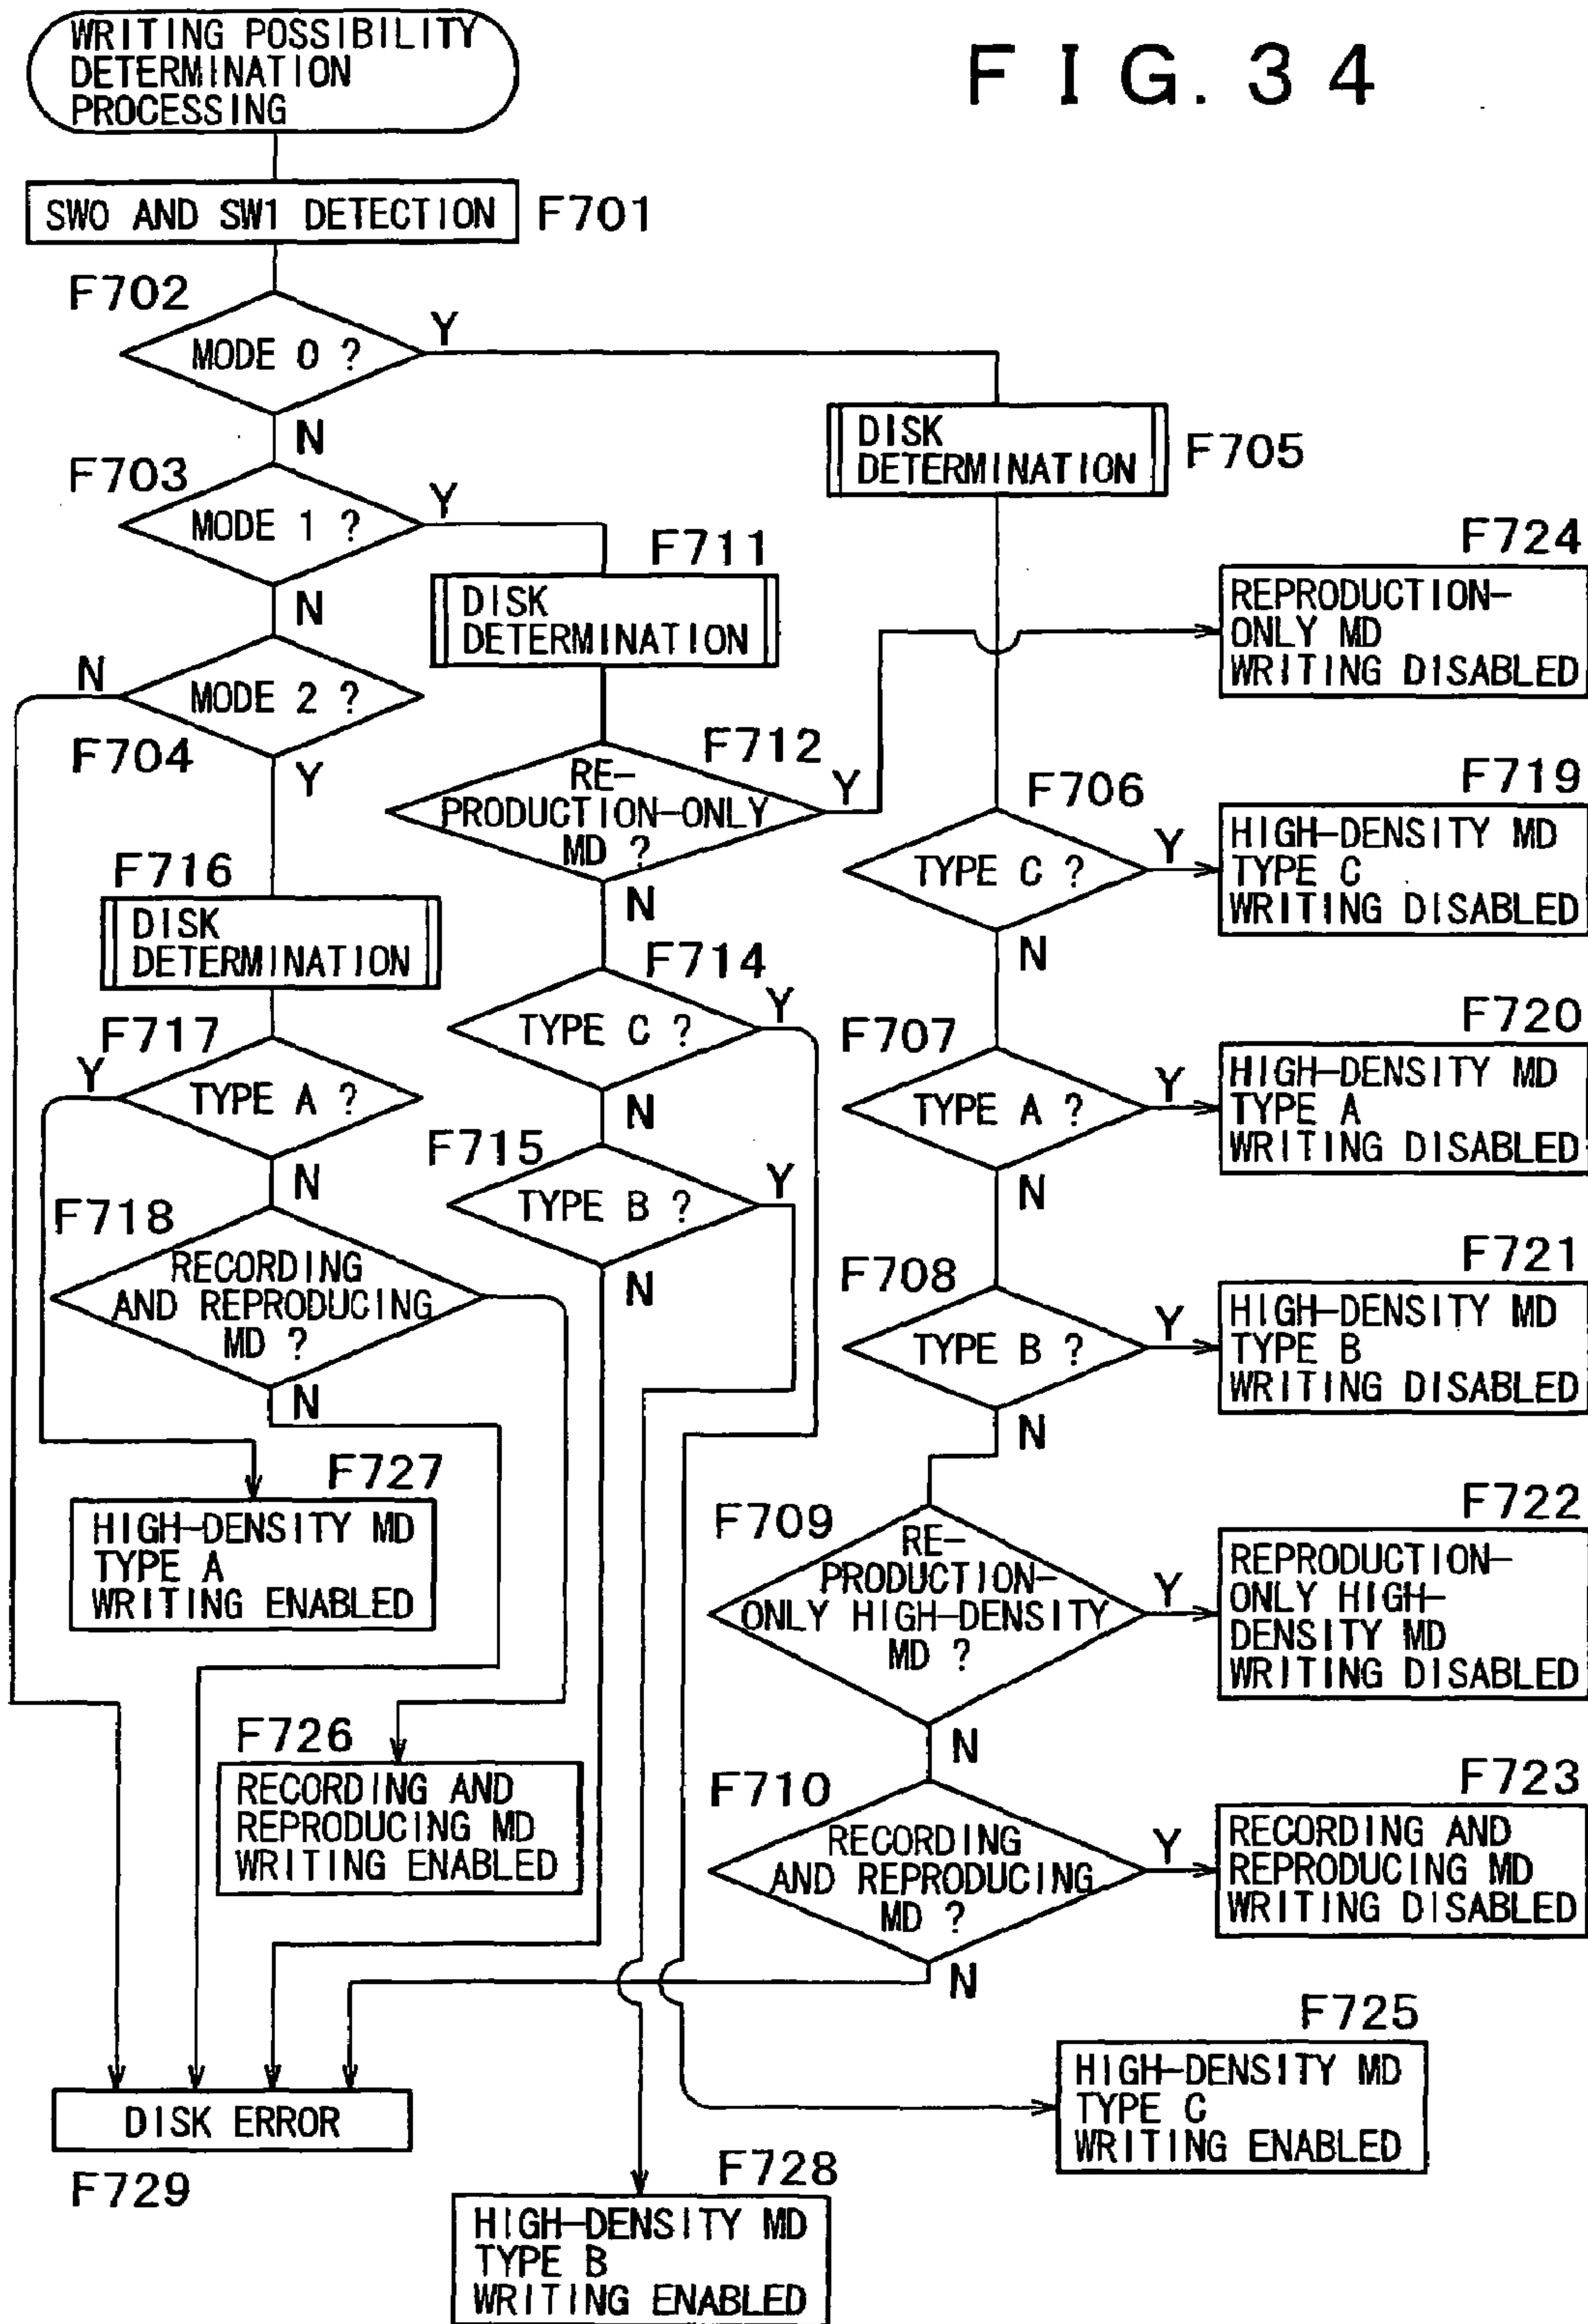 FIG. 34
WRITING POSSIBILITY
DETERMINATION
PROCESSING
SW0 AND SW1 DETECTION
F701
F702
MODE 0 ?
Y
N
F703
MODE 1 ?
Y
N
MODE 2 ?
N
F704
Y
DISK
DETERMINATION
F705
F711
DISK
DETERMINATION
F712
RE-
PRODUCTION-ONLY
MD ?
Y
N
F724
REPRODUCTION-
ONLY MD
WRITING DISABLED
F706
TYPE C ?
Y
N
F719
HIGH-DENSITY MD
TYPE C
WRITING DISABLED
F716
DISK
DETERMINATION
F714
TYPE C ?
Y
N
F717
Y
TYPE A ?
N
F715
TYPE B ?
Y
N
F707
TYPE A ?
Y
N
F720
HIGH-DENSITY MD
TYPE A
WRITING DISABLED
F718
RECORDING
AND REPRODUCING
MD ?
N
F708
TYPE B ?
Y
N
F721
HIGH-DENSITY MD
TYPE B
WRITING DISABLED
F727
HIGH-DENSITY MD
TYPE A
WRITING ENABLED
F709
RE-
PRODUCTION-
ONLY HIGH-DENSITY
MD ?
Y
N
F722
REPRODUCTION-
ONLY HIGH-
DENSITY MD
WRITING DISABLED
F726
RECORDING AND
REPRODUCING MD
WRITING ENABLED
F710
RECORDING
AND REPRODUCING
MD ?
Y
N
F723
RECORDING AND
REPRODUCING MD
WRITING DISABLED
F725
HIGH-DENSITY MD
TYPE C
WRITING ENABLED
DISK ERROR
F729
F728
HIGH-DENSITY MD
TYPE B
WRITING ENABLED